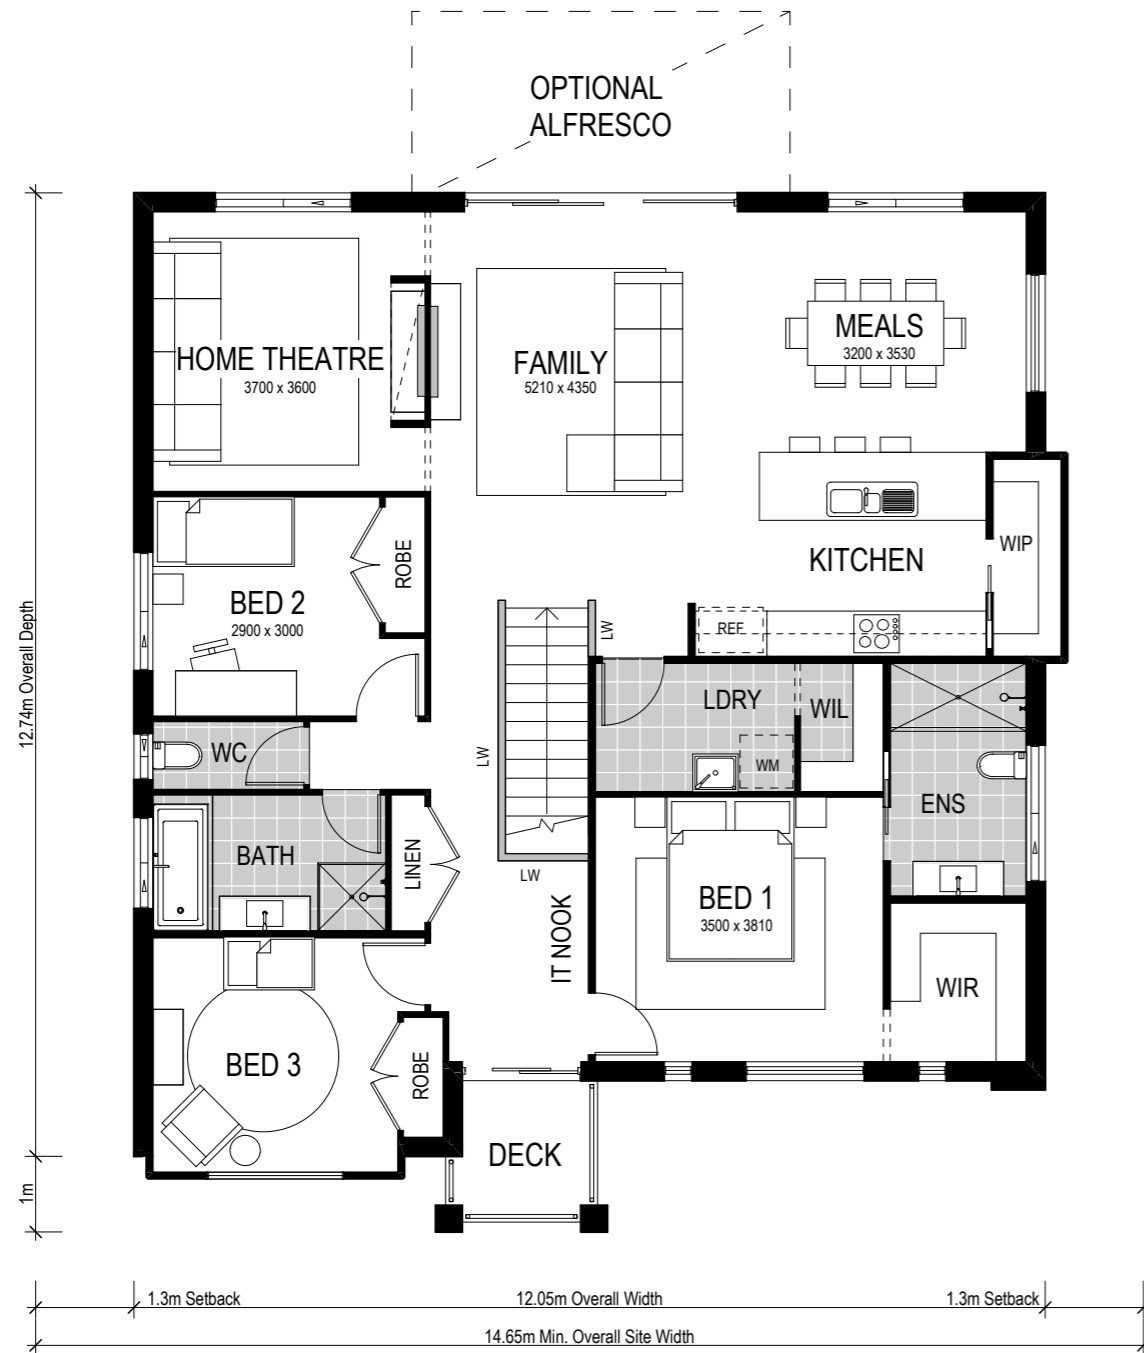 OPTIONAL
ALFRESCO
HOME THEATRE
3700 x 3600
FAMILY
5210 x 4350
MEALS
3200 x 3530
KITCHEN
WIP
REF
BED 2
2900 x 3000
ROBE
LW
LW
LW
LDRY
WIL
WM
WC
BATH
LINEN
ENS
BED 1
3500 x 3810
IT NOOK
WIR
BED 3
ROBE
DECK
12.74m Overall Depth
1m
1.3m Setback
12.05m Overall Width
1.3m Setback
14.65m Min. Overall Site Width